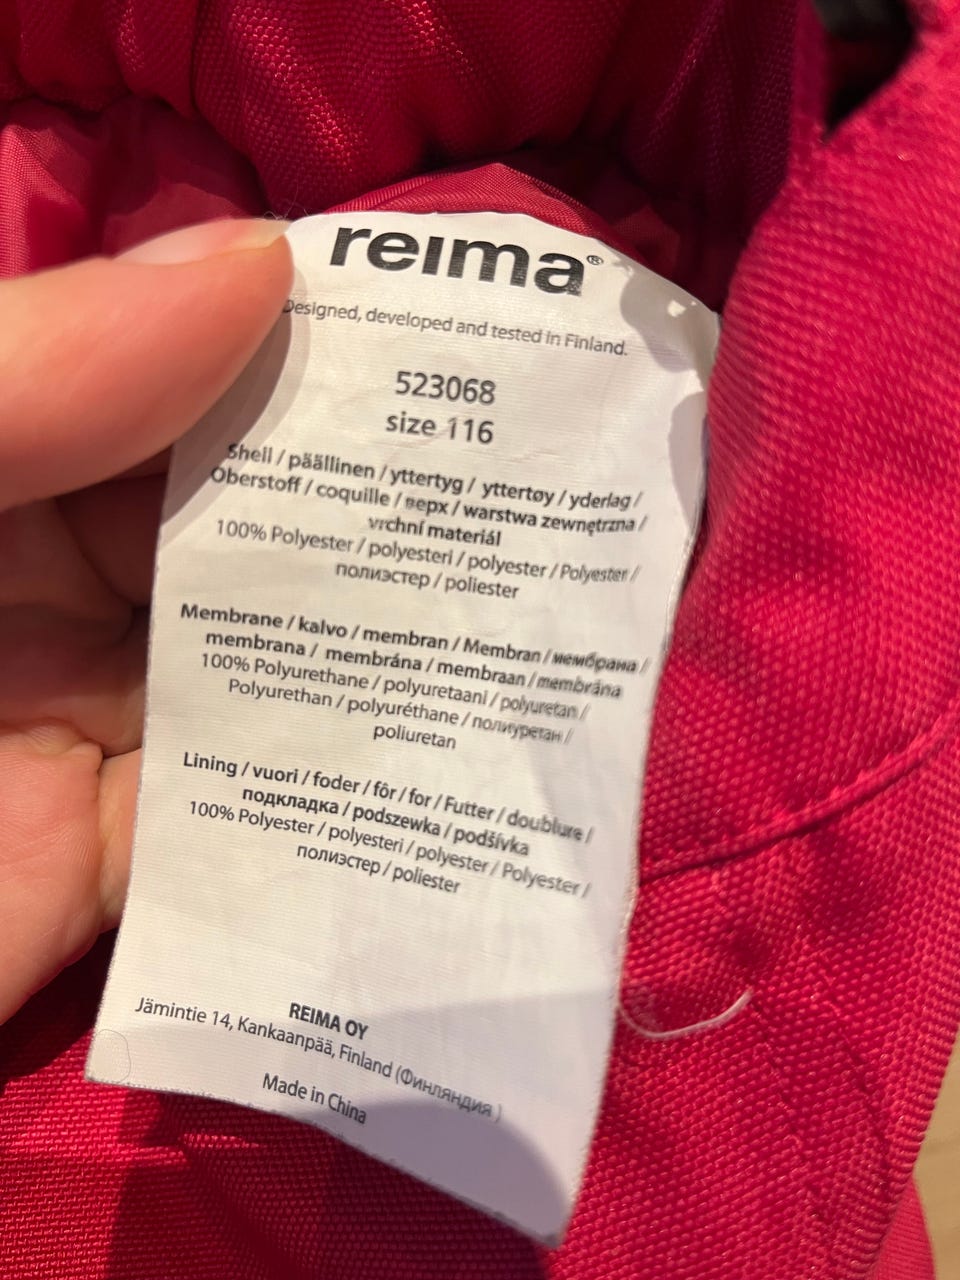 reima®
Designed, developed and tested in Finland.
523068
size 116
Shell / päällinen / yttertyg / yttertøy / yderlag /
Oberstoff / coquille / верх / warstwa zewnętrzna /
vrchní materiál
100% Polyester / polyesteri / polyester / Polyester /
полиэстер / poliester
Membrane / kalvo / membran / Membran / мембрана /
membrana / membrána / membraan / membrána
100% Polyurethane / polyuretaani / polyuretan /
Polyurethan / polyuréthane / полиуретан /
poliuretan
Lining / vuori / foder / fôr / for / Futter / doublure /
подкладка / podszewka / podšívka
100% Polyester / polyesteri / polyester / Polyester /
полиэстер / poliester
REIMA OY
Jämintie 14, Kankaanpää, Finland (Финляндия )
Made in China